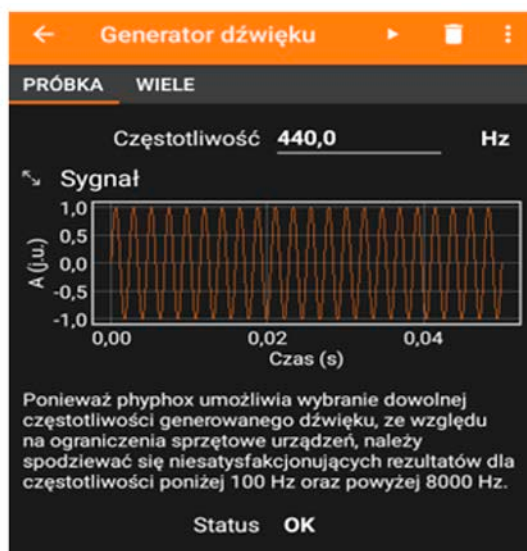 Generator dźwięku
PRÓBKA WIELE
Częstotliwość 440,0 Hz
Sygnał
1,0
0,5
0,0
-0,5
-1,0
A (j.u.)
0,00 0,02 0,04
Czas (s)
Ponieważ phyphox umożliwia wybranie dowolnej
częstotliwości generowanego dźwięku, ze względu
na ograniczenia sprzętowe urządzeń, należy
spodziewać się niesatysfakcjonujących rezultatów dla
częstotliwości poniżej 100 Hz oraz powyżej 8000 Hz.
Status OK